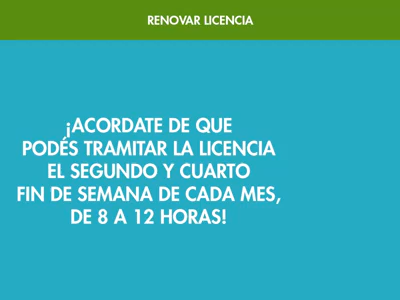 RENOVAR LICENCIA
¡ACORDATE DE QUE
PODÉS TRAMITAR LA LICENCIA
EL SEGUNDO Y CUARTO
FIN DE SEMANA DE CADA MES,
DE 8 A 12 HORAS!